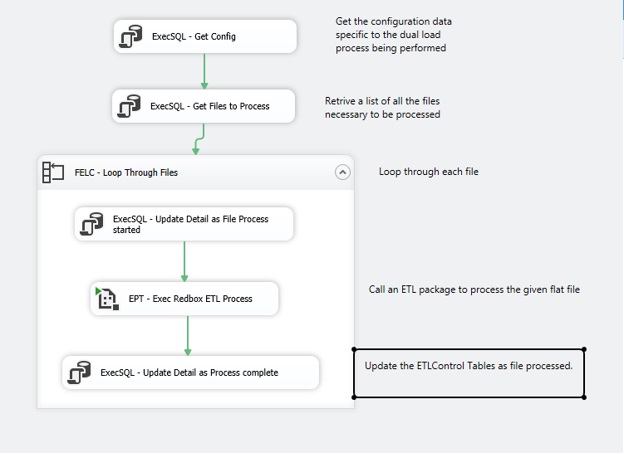 ExecSQL - Get Config
Get the configuration data
specific to the dual load
process being performed
ExecSQL - Get Files to Process
Retrive a list of all the files
necessary to be processed
FELC - Loop Through Files
Loop through each file
ExecSQL - Update Detail as File Process
started
EPT - Exec Redbox ETL Process
Call an ETL package to process the given flat file
ExecSQL - Update Detail as Process complete
Update the ETLControl Tables as file processed.